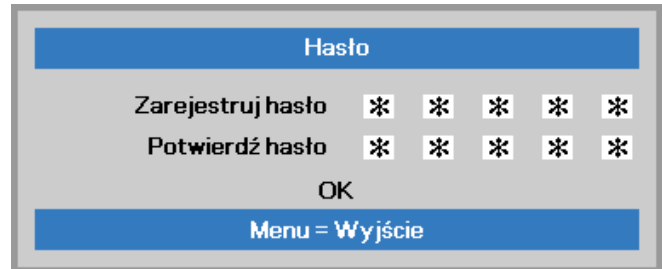 Hasło
Zarejestruj hasło * * * * *
Potwierdź hasło * * * * *
OK
Menu = Wyjście